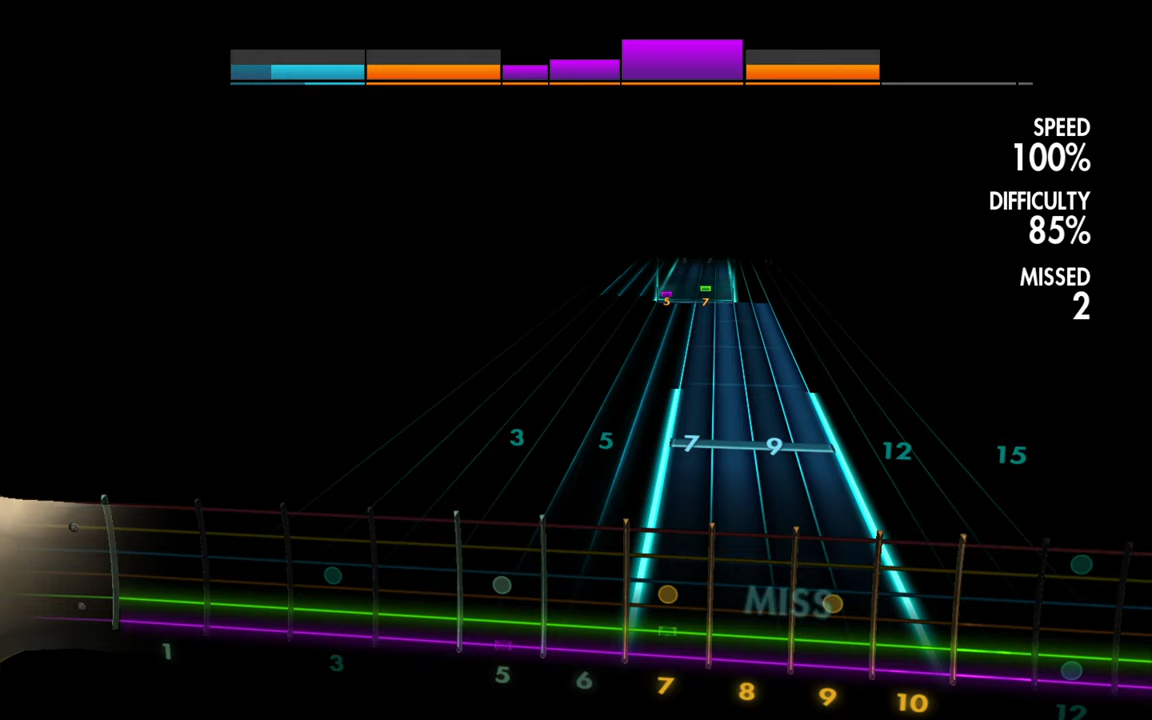 SPEED
100%
DIFFICULTY
85%
MISSED
2
5 7
3 5 7 9 12 15
MISS
1 3 5 6 7 8 9 10 12